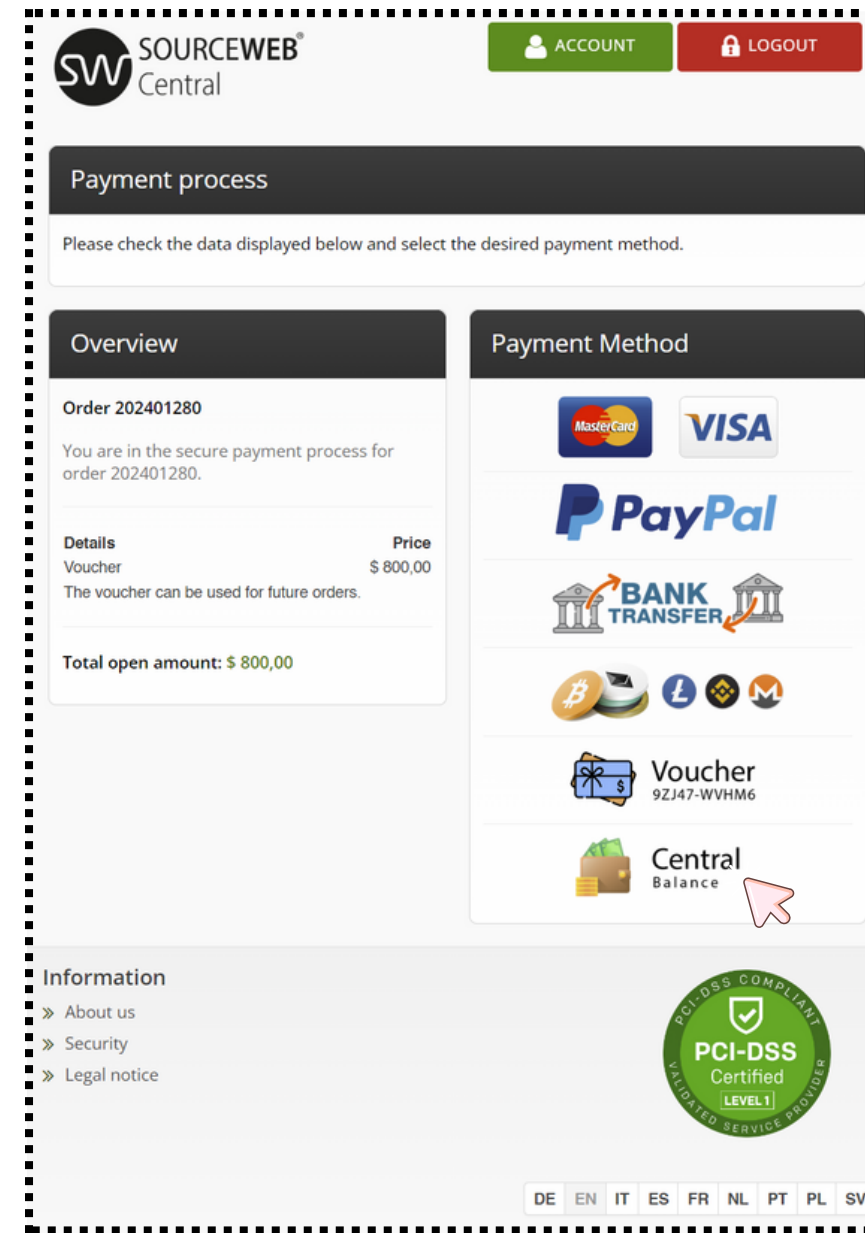 SW SOURCEWEB®
Central
ACCOUNT
LOGOUT
Payment process
Please check the data displayed below and select the desired payment method.
Overview
Order 202401280
You are in the secure payment process for
order 202401280.
Details Price
Voucher $ 800,00
The voucher can be used for future orders.
Total open amount: $ 800,00
Payment Method
MasterCard VISA
PayPal
BANK
TRANSFER
Voucher
9ZJ47-WVHM6
Central
Balance
Information
» About us
» Security
» Legal notice
PCI-DSS COMPLIANT
PCI-DSS
Certified
LEVEL 1
VALIDATED SERVICE PROVIDER
DE EN IT ES FR NL PT PL SV